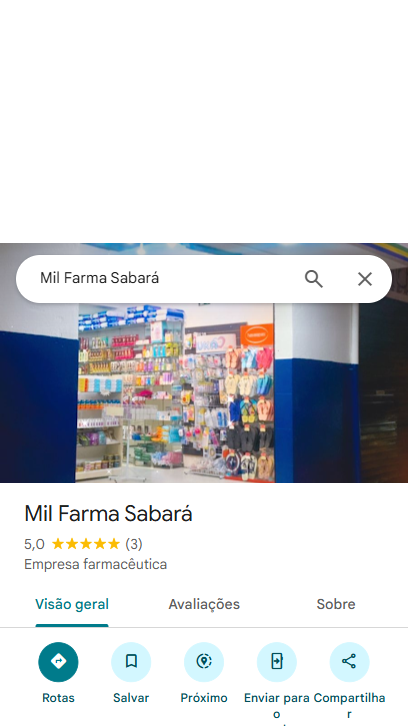 Mil Farma Sabará
Mil Farma Sabará
5,0 (3)
Empresa farmacêutica
Visão geral Avaliações Sobre
Rotas Salvar Próximo Enviar para o Compartilhar